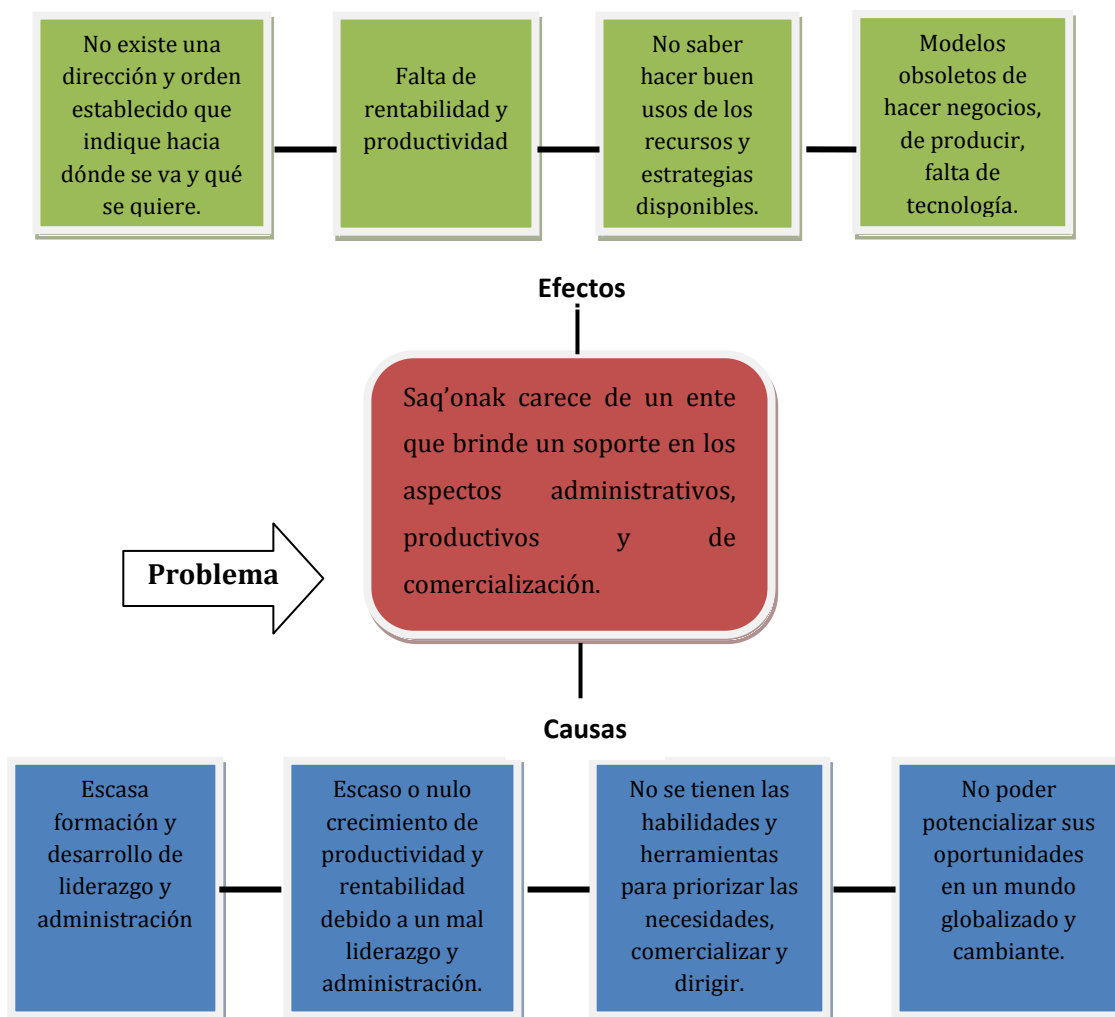 No existe una
dirección y orden
establecido que
indique hacia
dónde se va y qué
se quiere.
Falta de
rentabilidad y
productividad
No saber
hacer buen
usos de los
recursos y
estrategias
disponibles.
Modelos
obsoletos de
hacer negocios,
de producir,
falta de
tecnología.
Efectos
Saq’onak carece de un ente
que brinde un soporte en los
aspectos administrativos,
productivos y de
comercialización.
Problema
Causas
Escasa
formación y
desarrollo de
liderazgo y
administración
Escaso o nulo
crecimiento de
productividad y
rentabilidad
debido a un mal
liderazgo y
administración.
No se tienen las
habilidades y
herramientas
para priorizar las
necesidades,
comercializar y
dirigir.
No poder
potencializar sus
oportunidades
en un mundo
globalizado y
cambiante.